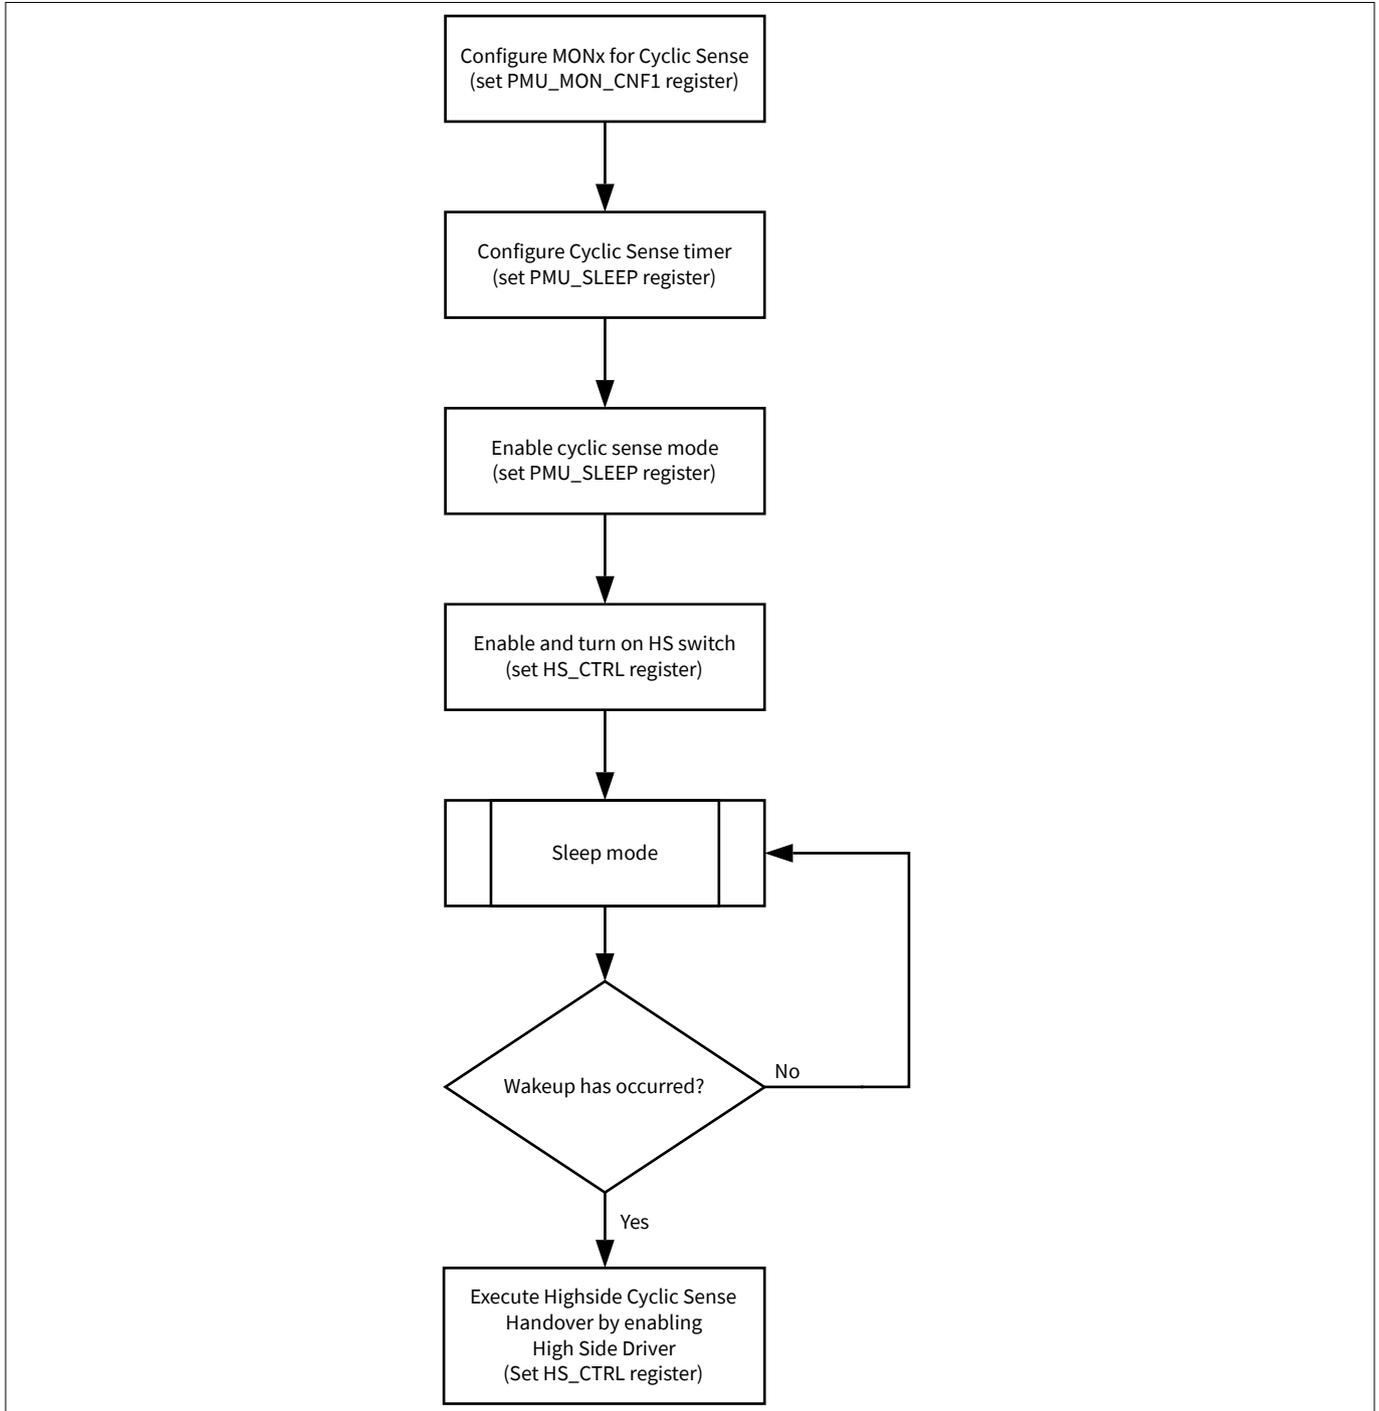 Configure MONx for Cyclic Sense
(set PMU_MON_CNF1 register)
Configure Cyclic Sense timer
(set PMU_SLEEP register)
Enable cyclic sense mode
(set PMU_SLEEP register)
Enable and turn on HS switch
(set HS_CTRL register)
Sleep mode
Wakeup has occurred?
No
Yes
Execute Highside Cyclic Sense
Handover by enabling
High Side Driver
(Set HS_CTRL register)